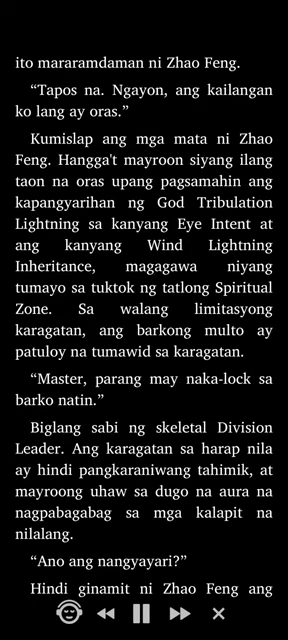 ito mararamdaman ni Zhao Feng.
“Tapos na. Ngayon, ang kailangan
ko lang ay oras.”
Kumislap ang mga mata ni Zhao
Feng. Hangga't mayroon siyang ilang
taon na oras upang pagsamahin ang
kapangyarihan ng God Tribulation
Lightning sa kanyang Eye Intent at
ang kanyang Wind Lightning
Inheritance, magagawa niyang
tumayo sa tuktok ng tatlong Spiritual
Zone. Sa walang limitasyong
karagatan, ang barkong multo ay
patuloy na tumawid sa karagatan.
“Master, parang may naka-lock sa
barko natin.”
Biglang sabi ng skeletal Division
Leader. Ang karagatan sa harap nila
ay hindi pangkaraniwang tahimik, at
mayroong uhaw sa dugo na aura na
nagpabagabag sa mga kalapit na
nilalang.
“Ano ang nangyayari?”
Hindi ginamit ni Zhao Feng ang